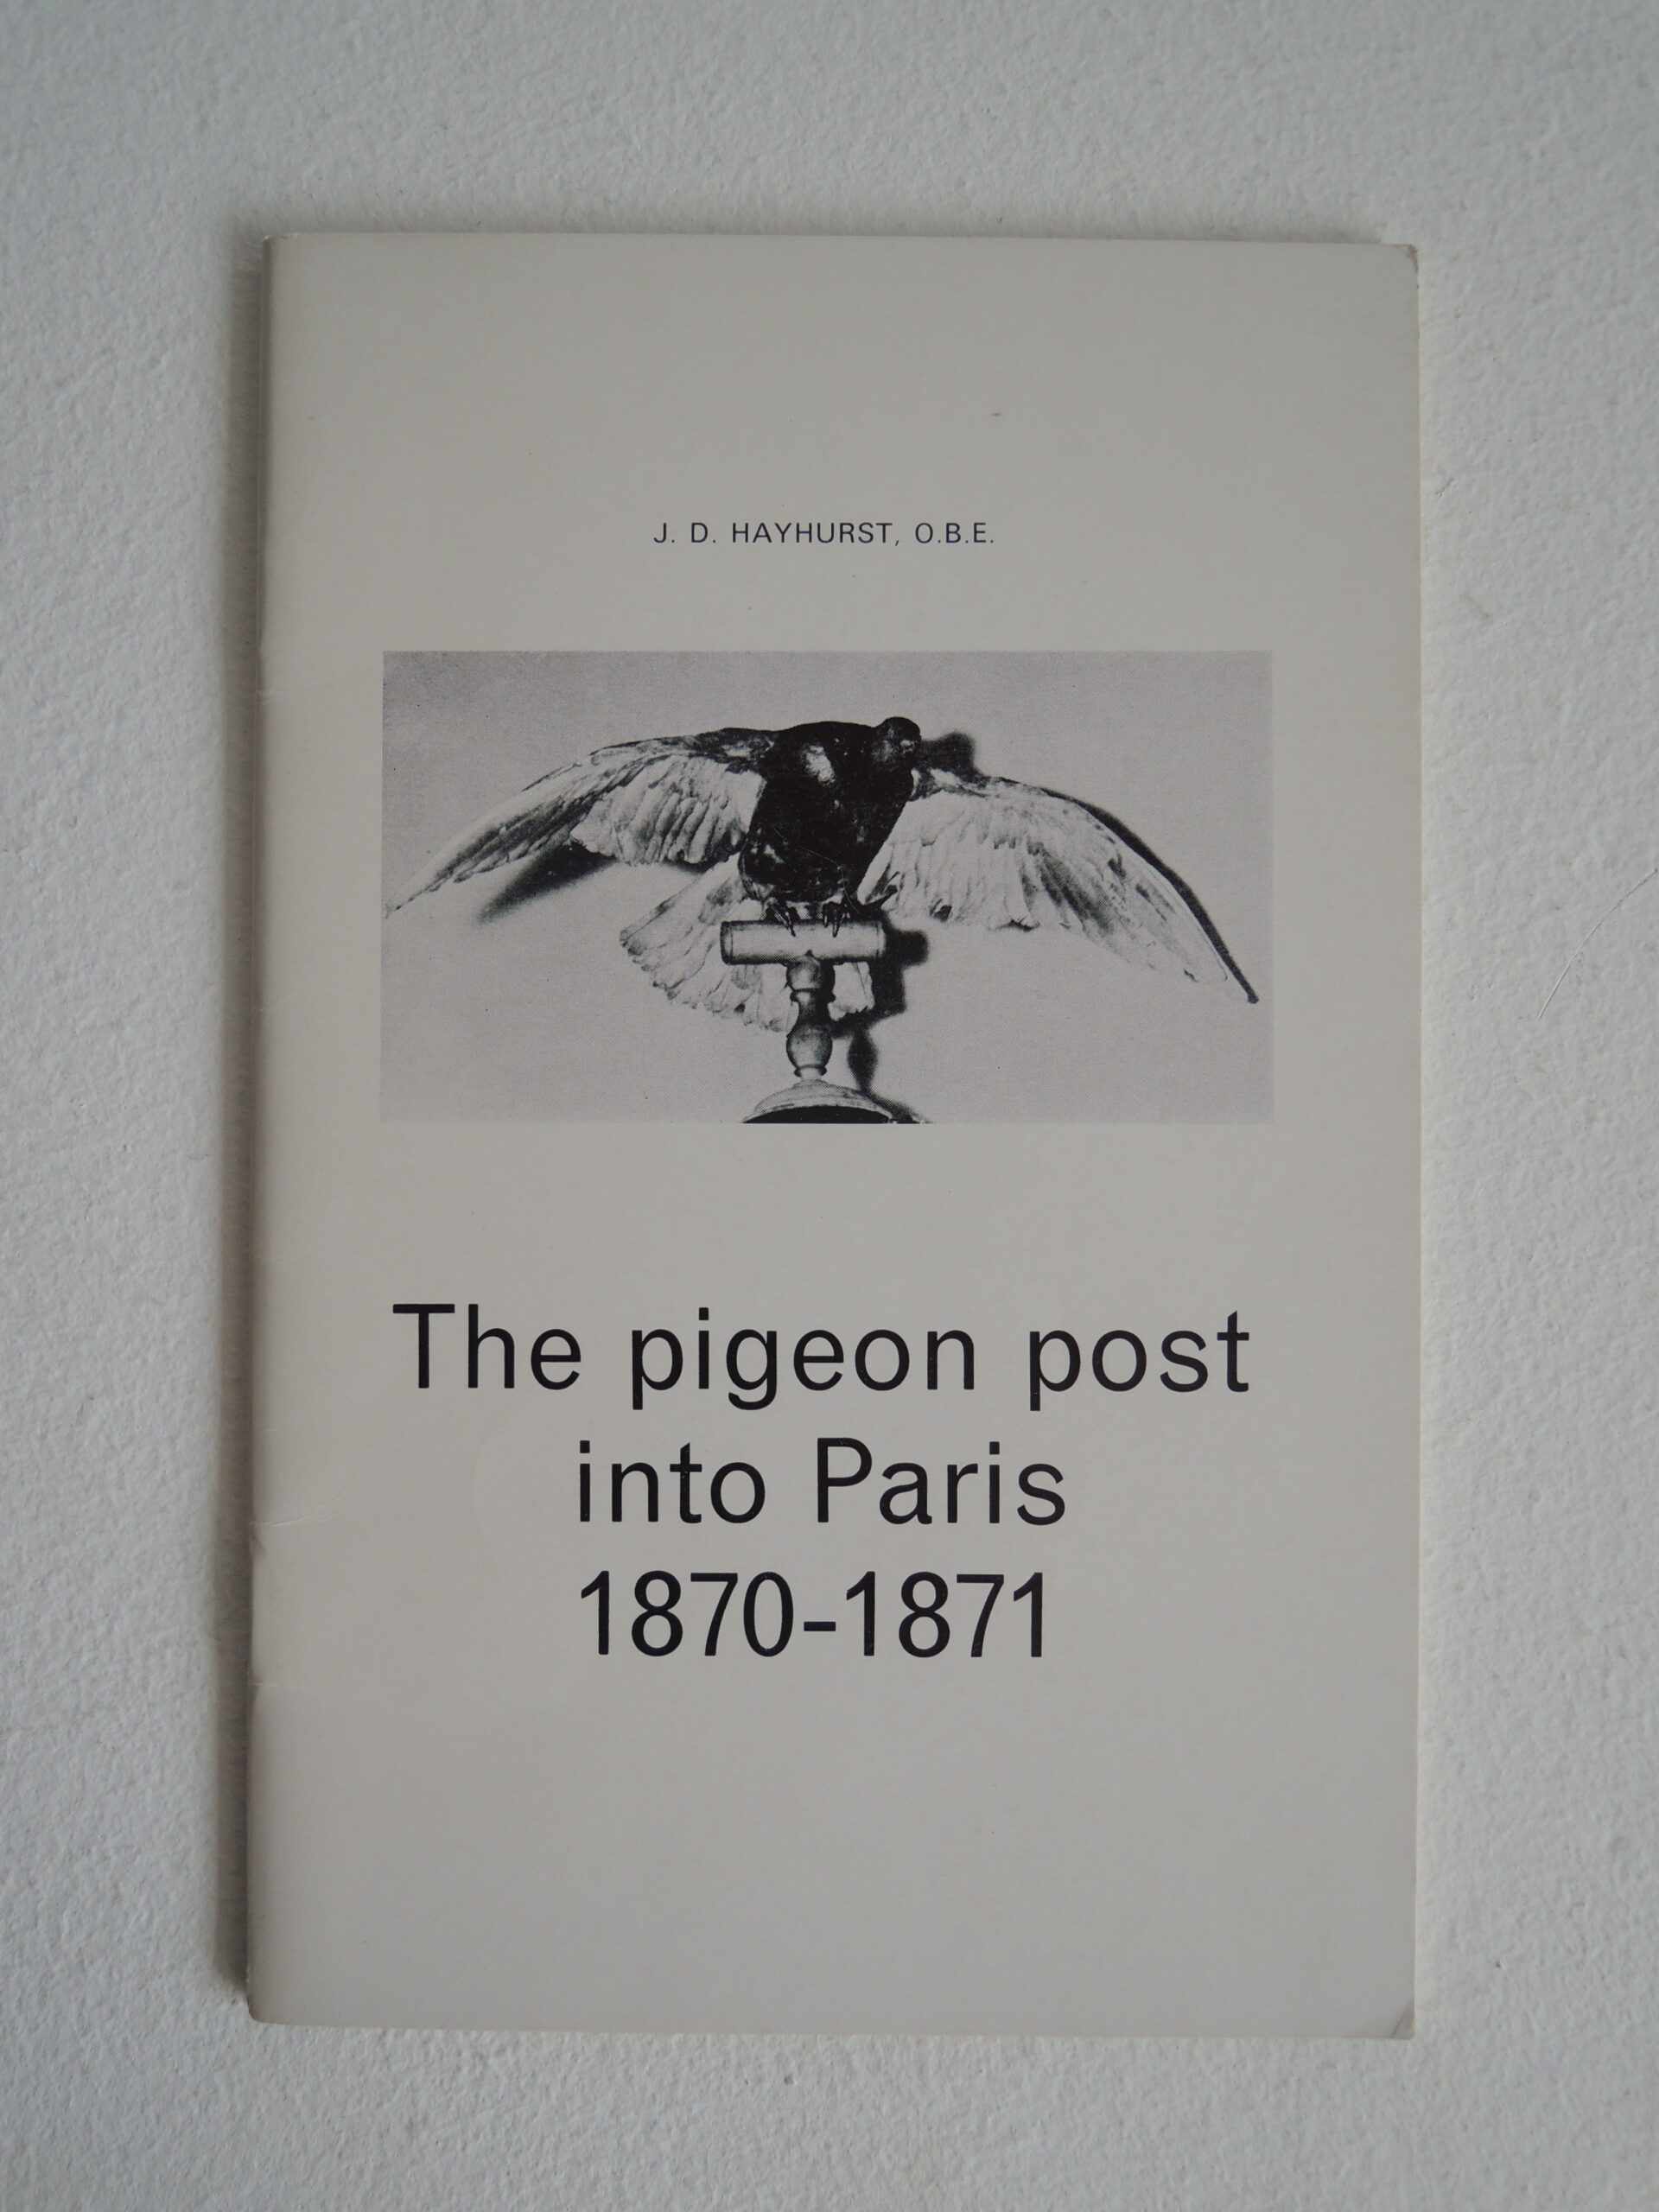 J. D. HAYHURST, O.B.E.
The pigeon post
into Paris
1870-1871